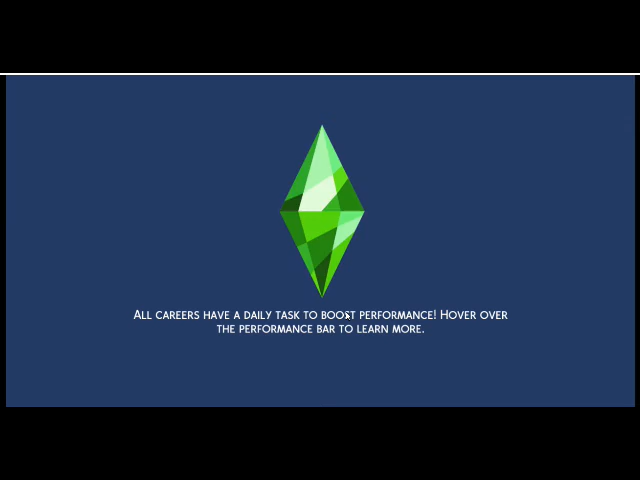 All careers have a daily task to boost performance! Hover over
the performance bar to learn more.